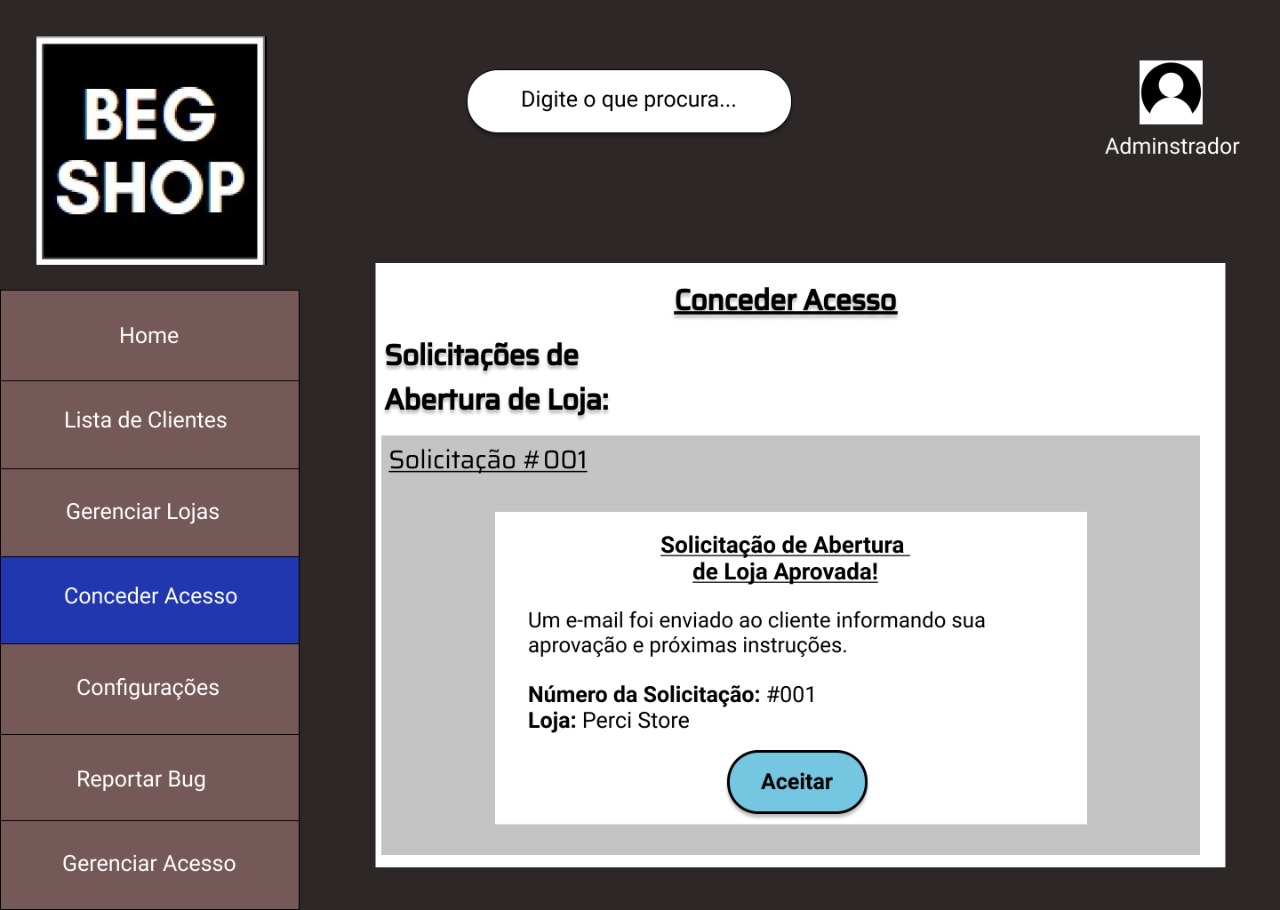 BEG
SHOP
Digite o que procura...
Adminstrador
Home
Lista de Clientes
Gerenciar Lojas
Conceder Acesso
Configurações
Reportar Bug
Gerenciar Acesso
Conceder Acesso
Solicitações de
Abertura de Loja:
Solicitação #001
Solicitação de Abertura
de Loja Aprovada!
Um e-mail foi enviado ao cliente informando sua
aprovação e próximas instruções.
Número da Solicitação: #001
Loja: Perci Store
Aceitar